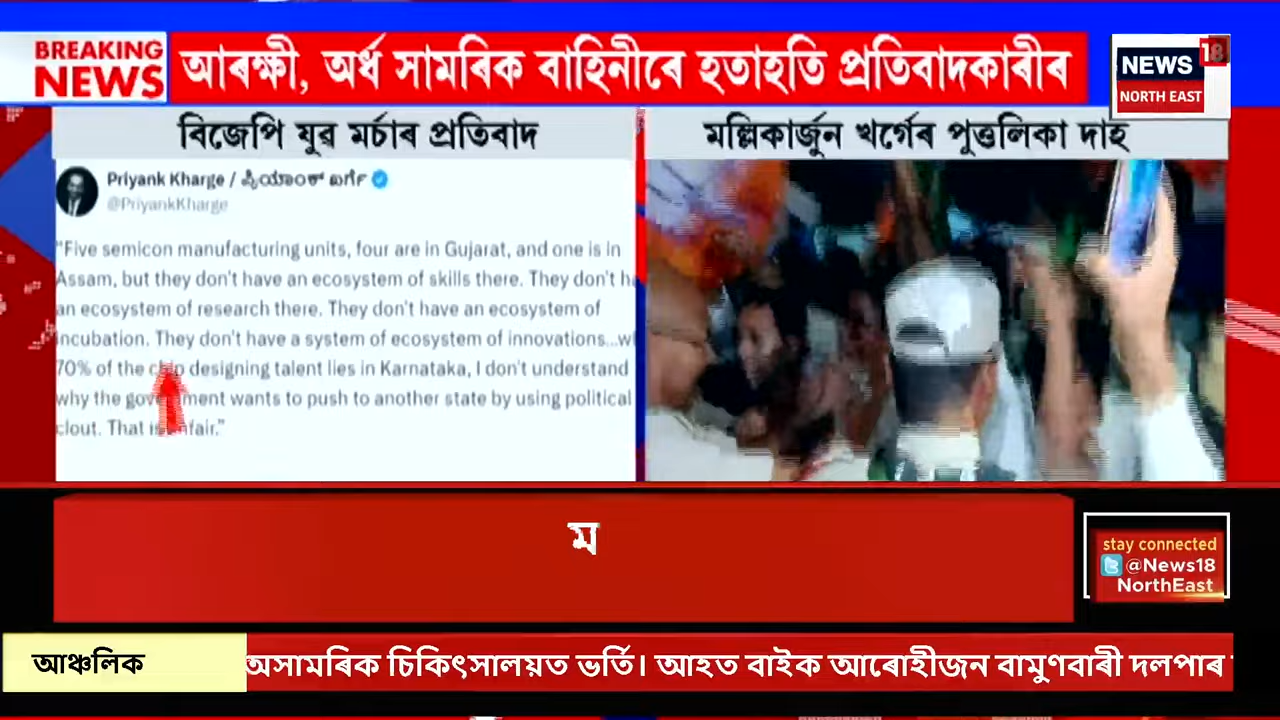 BREAKING
NEWS
আৰক্ষী, অৰ্ধ সামৰিক বাহিনীৰে হতাহতি প্ৰতিবাদকাৰীৰ
NEWS 18
NORTH EAST
বিজেপি যুৱ মৰ্চাৰ প্ৰতিবাদ
মল্লিকাৰ্জুন খৰ্গেৰ পুত্তলিকা দাহ
Priyank Kharge / ಪ್ರಿಯಾಂಕ್ ಖರ್ಗೆ
@PriyankKharge
"Five semicon manufacturing units, four are in Gujarat, and one is in
Assam, but they don't have an ecosystem of skills there. They don't ha
an ecosystem of research there. They don't have an ecosystem of
incubation. They don't have a system of ecosystem of innovations...wh
70% of the chip designing talent lies in Karnataka, I don't understand
why the government wants to push to another state by using political
clout. That is unfair."
ম
stay connected
@News18
NorthEast
আঞ্চলিক
অসামৰিক চিকিৎসালয়ত ভৰ্তি। আহত বাইক আৰোহীজন বামুণবাৰী দলপাৰ